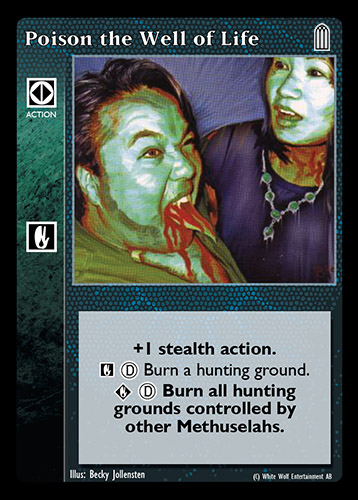 Poison the Well of Life
ACTION
+1 stealth action.
D Burn a hunting ground.
D Burn all hunting
grounds controlled by
other Methuselahs.
Illus: Becky Jollensten
(C) White Wolf Entertainment AB